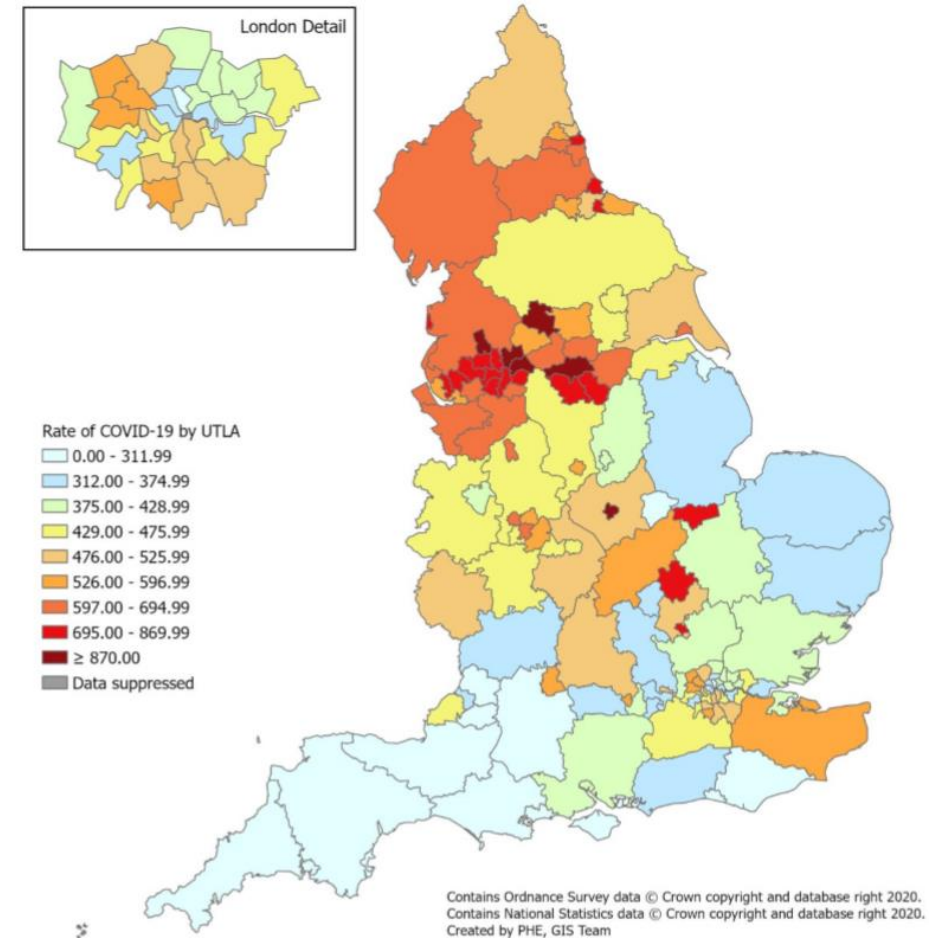 London Detail
Rate of COVID-19 by UTLA
0.00 - 311.99
312.00 - 374.99
375.00 - 428.99
429.00 - 475.99
476.00 - 525.99
526.00 - 596.99
597.00 - 694.99
695.00 - 869.99
≥ 870.00
Data suppressed
Contains Ordnance Survey data © Crown copyright and database right 2020.
Contains National Statistics data © Crown copyright and database right 2020.
Created by PHE, GIS Team